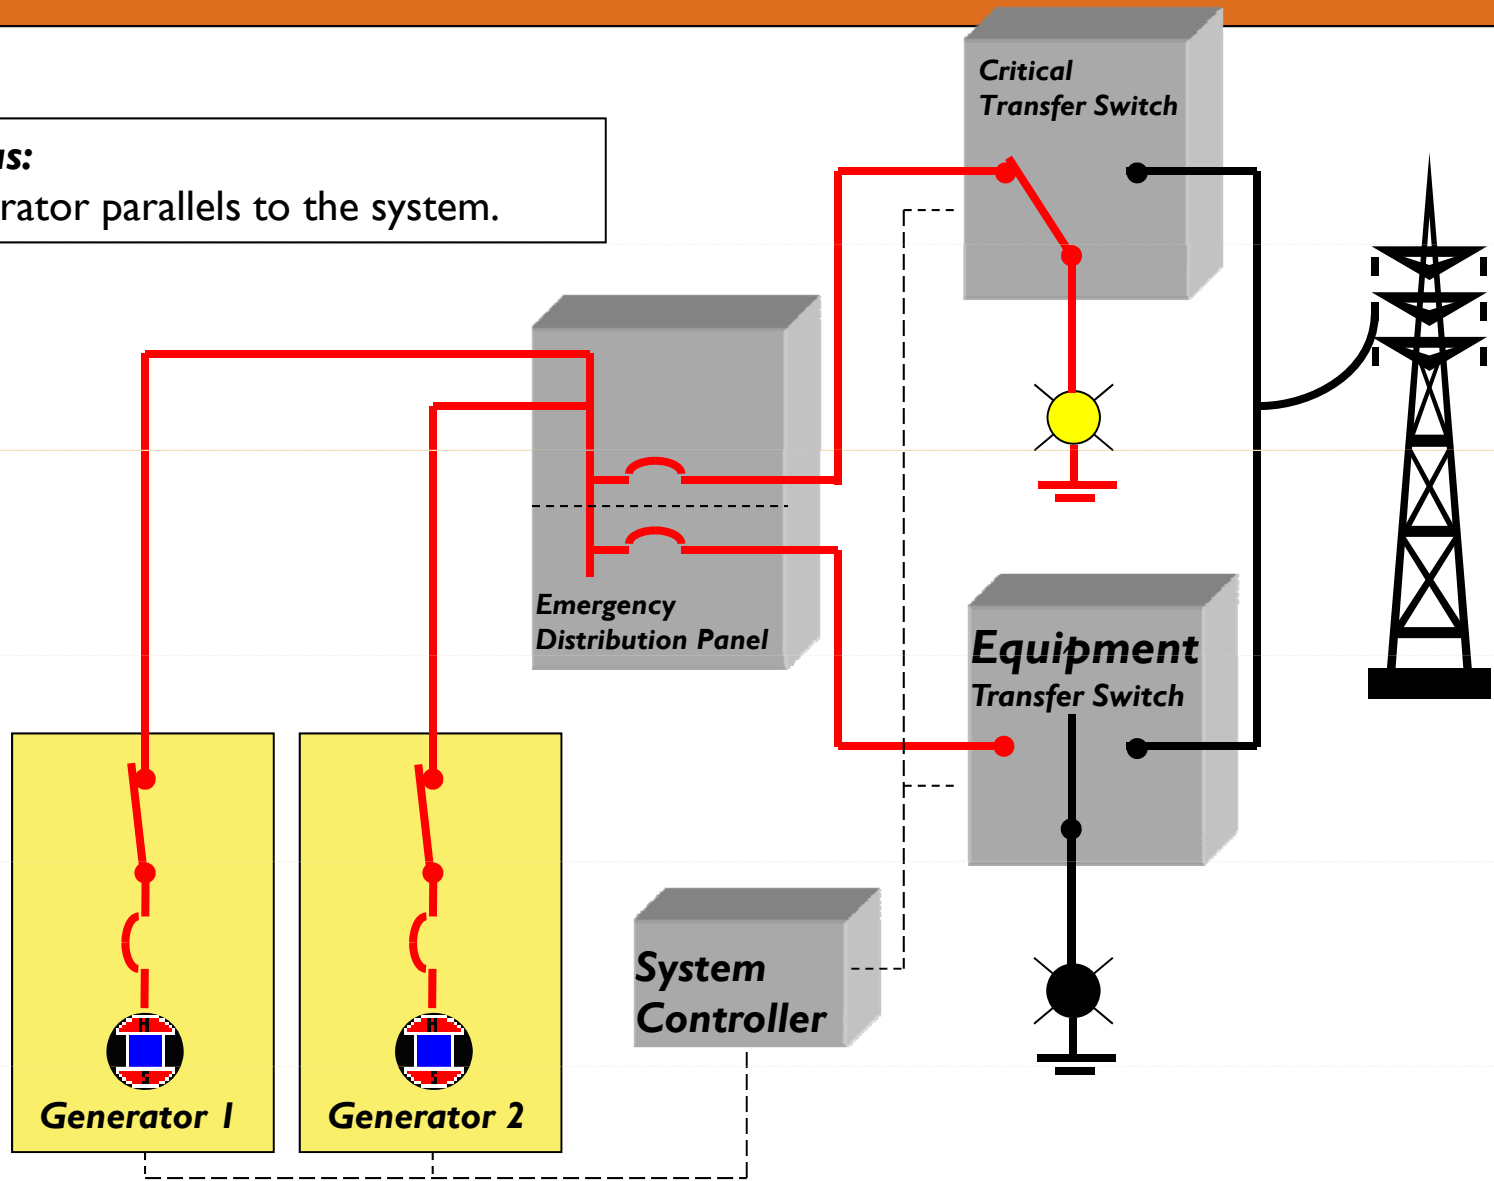 Critical
Transfer Switch
us:
rator parallels to the system.
Emergency
Distribution Panel
Equipment
Transfer Switch
System
Controller
N
S
N
S
Generator 1
Generator 2